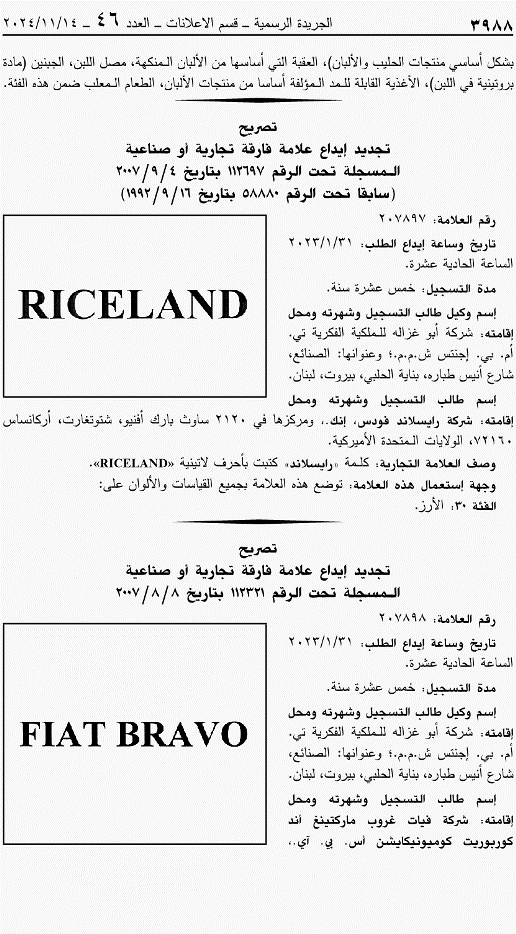 ٣٩٨٨
الجريدة الرسمية – قسم الاعلانات – العدد ٤٦ – ٢٠٢٤/١١/١٤
بشكل أساسي منتجات الحليب والألبان)، العقبة التي أساسها من الألبان المنكهة، مصل اللبن، الجبنين (مادة
بروتينية في اللبن)، الأغذية القابلة للمد المؤلفة أساسا من منتجات الألبان، الطعام المعلب ضمن هذه الفئة.
تصريح
تجديد إيداع علامة فارقة تجارية أو صناعية
المسجلة تحت الرقم ١١٢٦٩٧ بتاريخ ٢٠٠٧/٩/٤
(سابقا تحت الرقم ٥٨٨٨٠ بتاريخ ١٩٩٢/٩/١٦)
رقم العلامة: ٢٠٧٨٩٧
تاريخ وساعة إيداع الطلب: ٢٠٢٣/١/٣١
الساعة الحادية عشرة.
مدة التسجيل: خمس عشرة سنة.
إسم وكيل طالب التسجيل وشهرته ومحل
إقامته: شركة أبو غزاله للملكية الفكرية تي.
أم. بي. إجنتس ش.م.م.؛ وعنوانها: الصنائع،
شارع أنيس طباره، بناية الحلبي، بيروت، لبنان.
RICELAND
إسم طالب التسجيل وشهرته ومحل
إقامته: شركة رايسلاند فودس، إنك.، ومركزها في ٢١٢٠ ساوث بارك أفنيو، شتوتغارت، أركانساس
٧٢١٦٠، الولايات المتحدة الأميركية.
وصف العلامة التجارية: كلمة «رايسلاند» كتبت بأحرف لاتينية «RICELAND».
وجهة إستعمال هذه العلامة: توضع هذه العلامة بجميع القياسات والألوان على:
الفئة ٣٠: الأرز.
تصريح
تجديد إيداع علامة فارقة تجارية أو صناعية
المسجلة تحت الرقم ١١٢٣٢١ بتاريخ ٢٠٠٧/٨/٨
رقم العلامة: ٢٠٧٨٩٨
تاريخ وساعة إيداع الطلب: ٢٠٢٣/١/٣١
الساعة الحادية عشرة.
مدة التسجيل: خمس عشرة سنة.
إسم وكيل طالب التسجيل وشهرته ومحل
إقامته: شركة أبو غزاله للملكية الفكرية تي.
أم. بي. إجنتس ش.م.م.؛ وعنوانها: الصنائع،
شارع أنيس طباره، بناية الحلبي، بيروت، لبنان.
FIAT BRAVO
إسم طالب التسجيل وشهرته ومحل
إقامته: شركة فيات غروب ماركتينغ أند
كوربوريت كوميونيكايشن أس. بي. آي.،